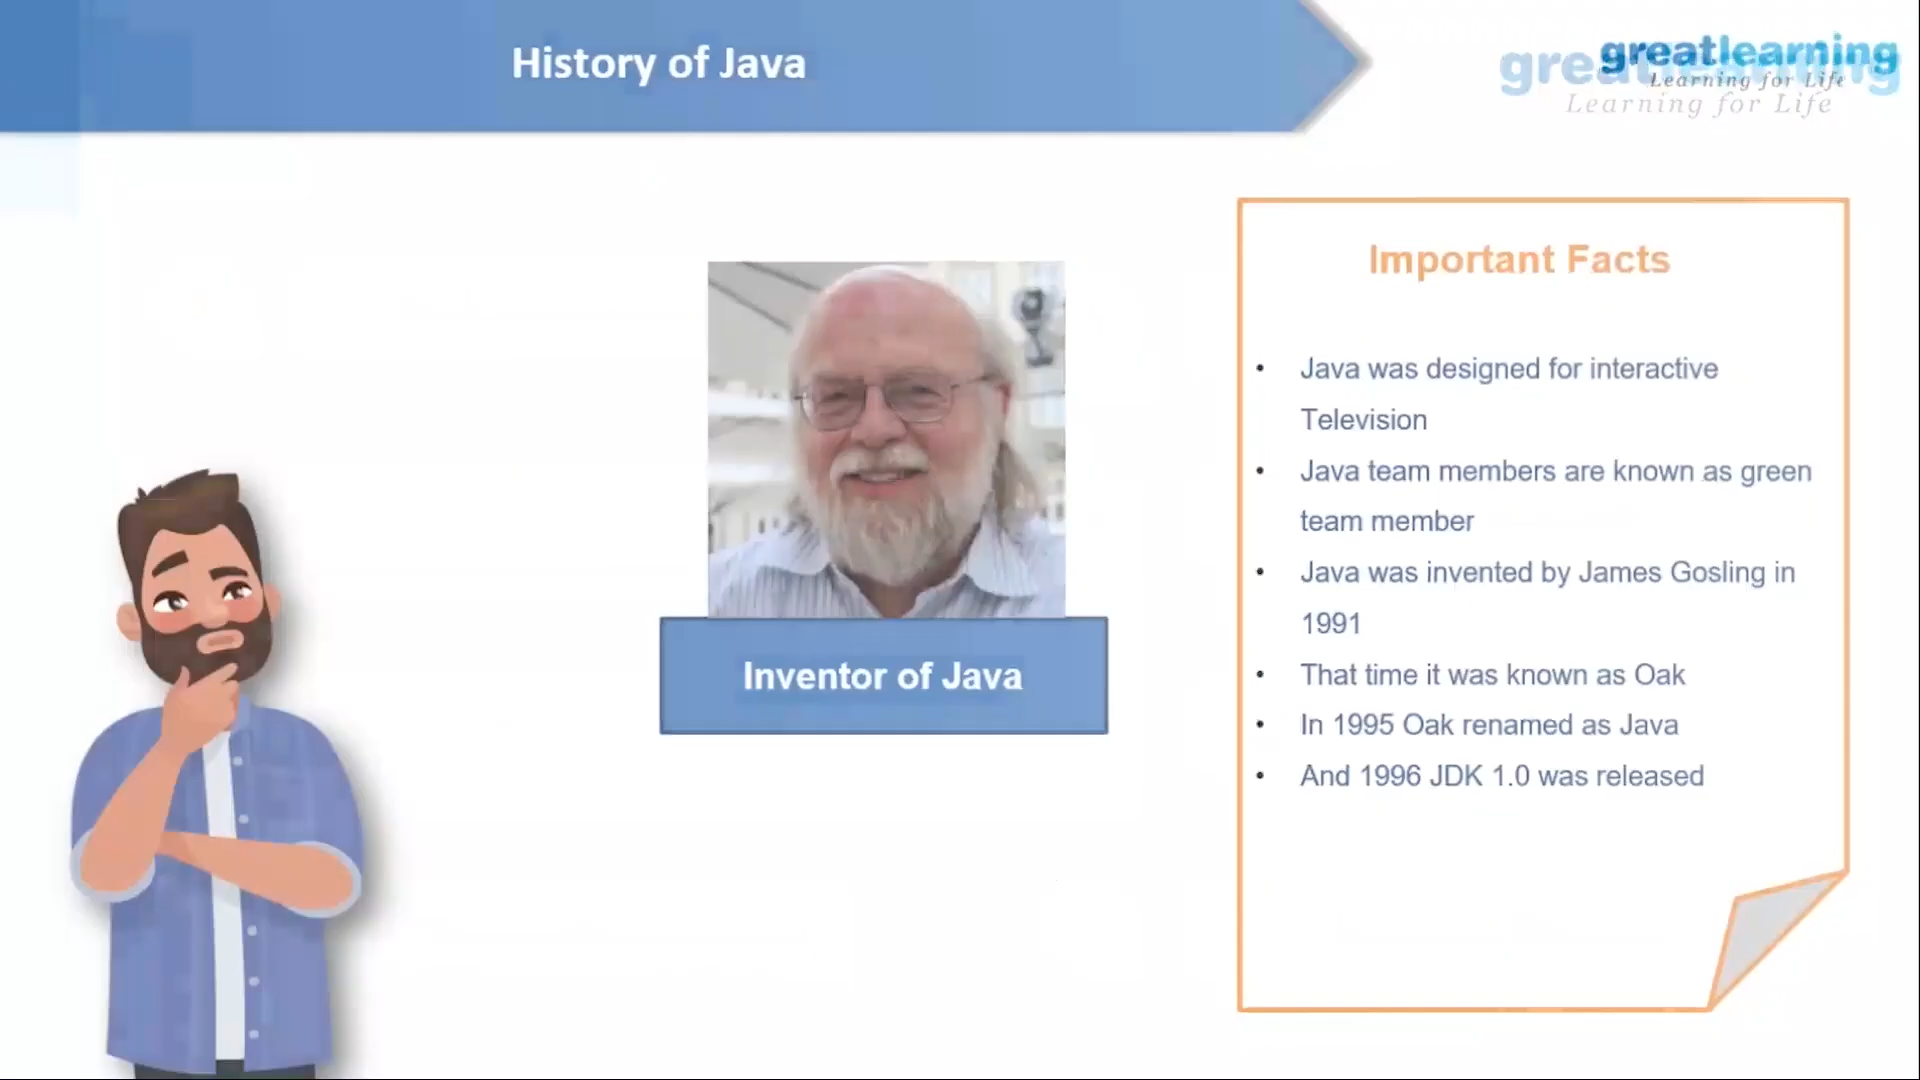 History of Java
greatlearning
Learning for Life
greatlearning
Learning for Life
Important Facts
• Java was designed for interactive
Television
• Java team members are known as green
team member
• Java was invented by James Gosling in
1991
• That time it was known as Oak
• In 1995 Oak renamed as Java
• And 1996 JDK 1.0 was released
Inventor of Java